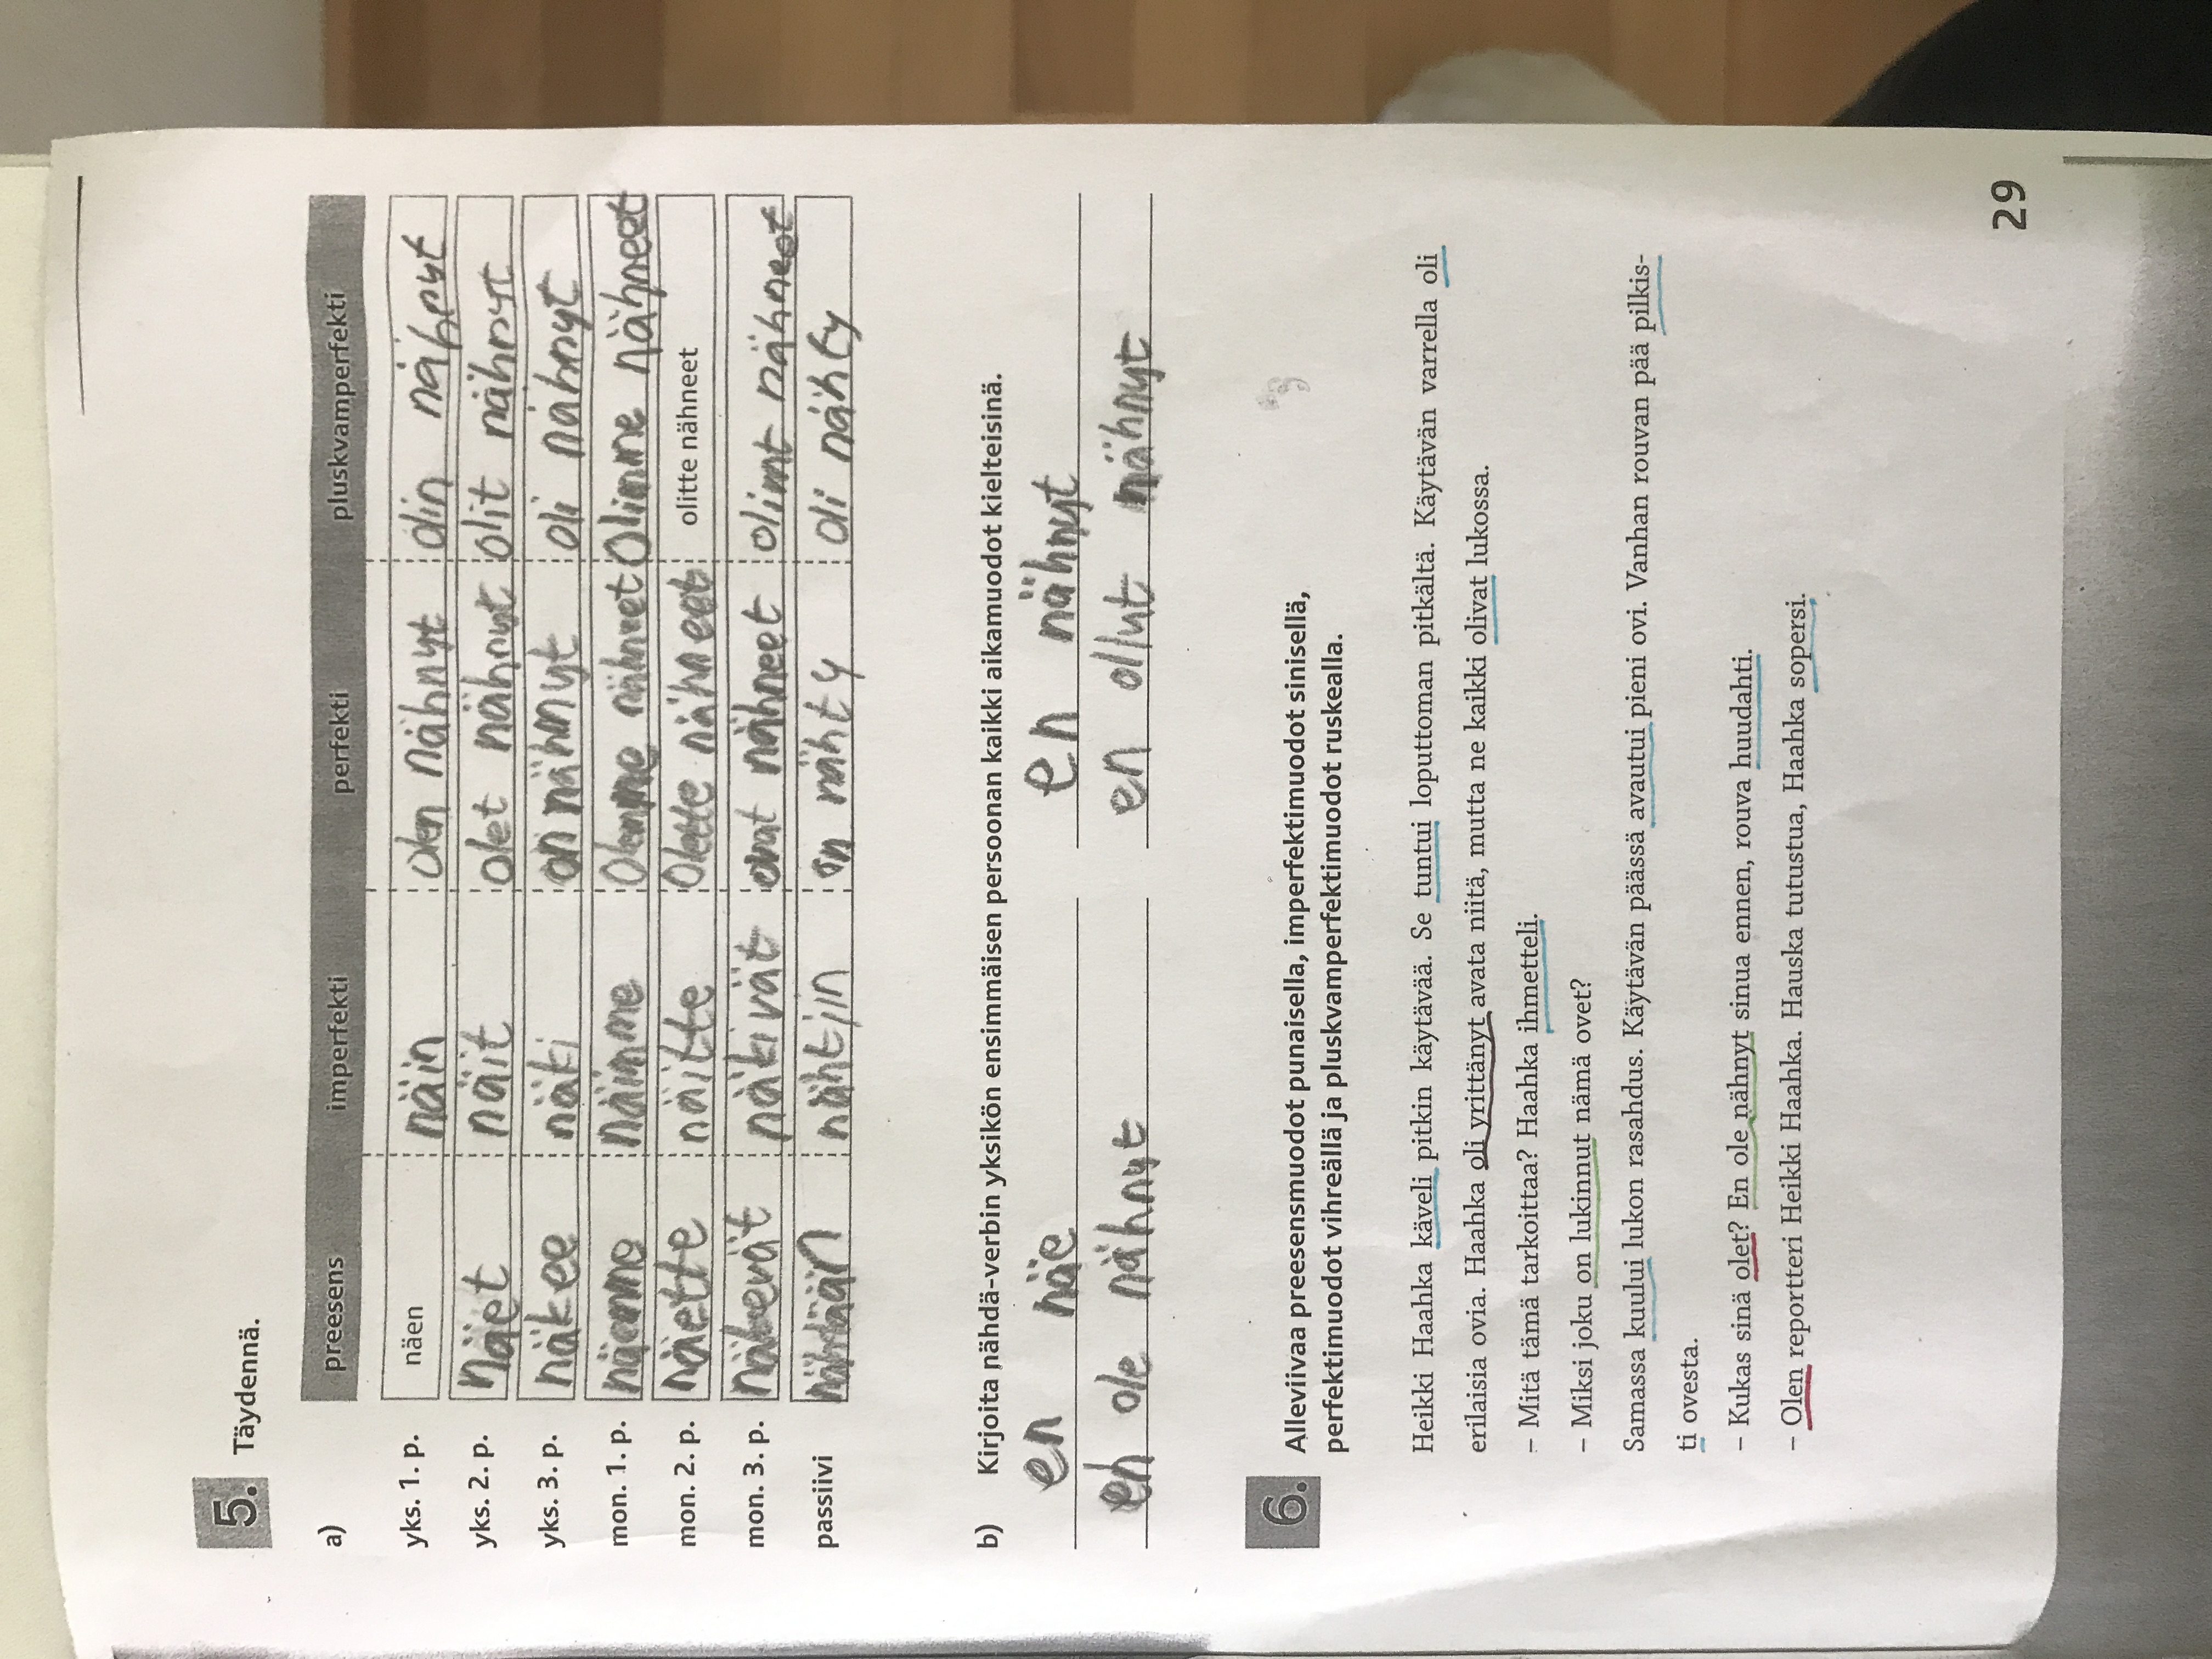 5. Täydennä.
a) preesens imperfekti perfekti pluskvamperfekti
yks. 1. p. näen näin olen nähnyt olin nähnyt
yks. 2. p. näet näit olet nähnyt olit nähnyt
yks. 3. p. näkee näki on nähnyt oli nähnyt
mon. 1. p. näemme näimme Olemme nähneet Olimme nähneet
mon. 2. p. näette näitte Olette nähneet olitte nähneet
mon. 3. p. näkevät näkivät ovat nähneet olimt nähneet
passiivi nähdään nähtiin on nähty oli nähty
b) Kirjoita nähdä-verbin yksikön ensimmäisen persoonan kaikki aikamuodot kielteisinä.
en näe en nähnyt
en ole nähnyt en ollut nähnyt
6. Alleviivaa preesensmuodot punaisella, imperfektimuodot sinisellä,
perfektimuodot vihreällä ja pluskvamperfektimuodot ruskealla.
Heikki Haahka käveli pitkin käytävää. Se tuntui loputtoman pitkältä. Käytävän varrella oli
erilaisia ovia. Haahka oli yrittänyt avata niitä, mutta ne kaikki olivat lukossa.
– Mitä tämä tarkoittaa? Haahka ihmetteli.
– Miksi joku on lukinnut nämä ovet?
Samassa kuului lukon rasahdus. Käytävän päässä avautui pieni ovi. Vanhan rouvan pää pilkis-
ti ovesta.
– Kukas sinä olet? En ole nähnyt sinua ennen, rouva huudahti.
– Olen reportteri Heikki Haahka. Hauska tutustua, Haahka sopersi.
29